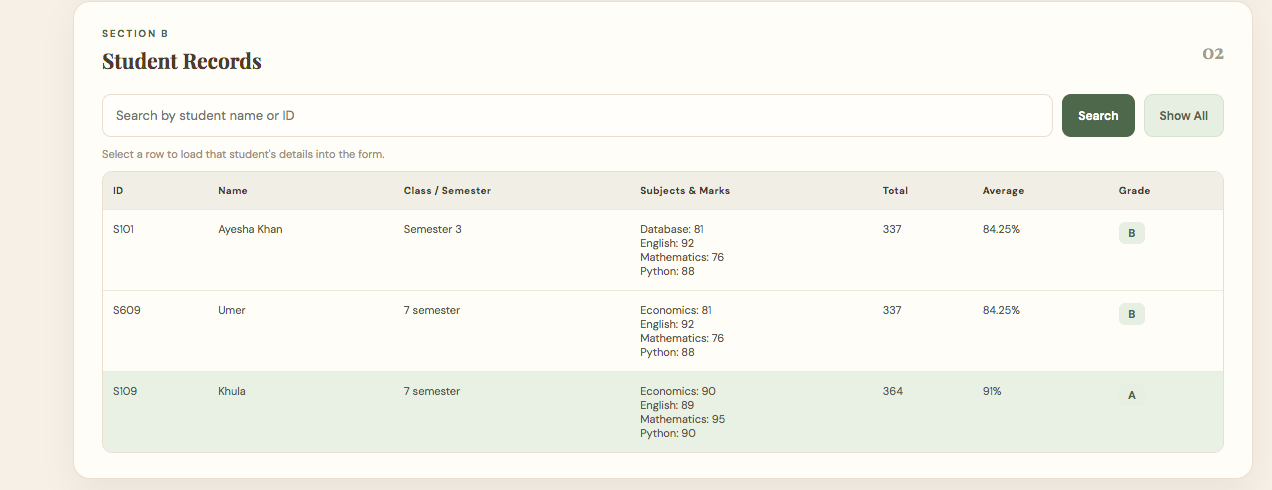 SECTION B
Student Records
02
Search by student name or ID
Search
Show All
Select a row to load that student's details into the form.
ID Name Class / Semester Subjects & Marks Total Average Grade
S101 Ayesha Khan Semester 3 Database: 81 337 84.25% B
English: 92
Mathematics: 76
Python: 88
S609 Umer 7 semester Economics: 81 337 84.25% B
English: 92
Mathematics: 76
Python: 88
S109 Khula 7 semester Economics: 90 364 91% A
English: 89
Mathematics: 95
Python: 90